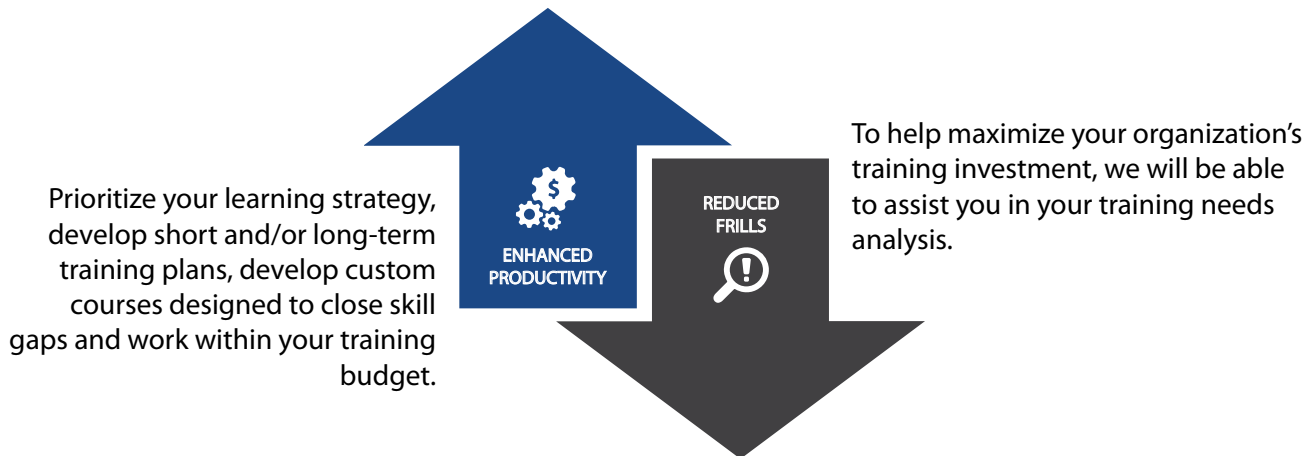 Prioritize your learning strategy,
develop short and/or long-term
training plans, develop custom
courses designed to close skill
gaps and work within your training
budget.
$
ENHANCED
PRODUCTIVITY
REDUCED
FRILLS
!
To help maximize your organization’s
training investment, we will be able
to assist you in your training needs
analysis.